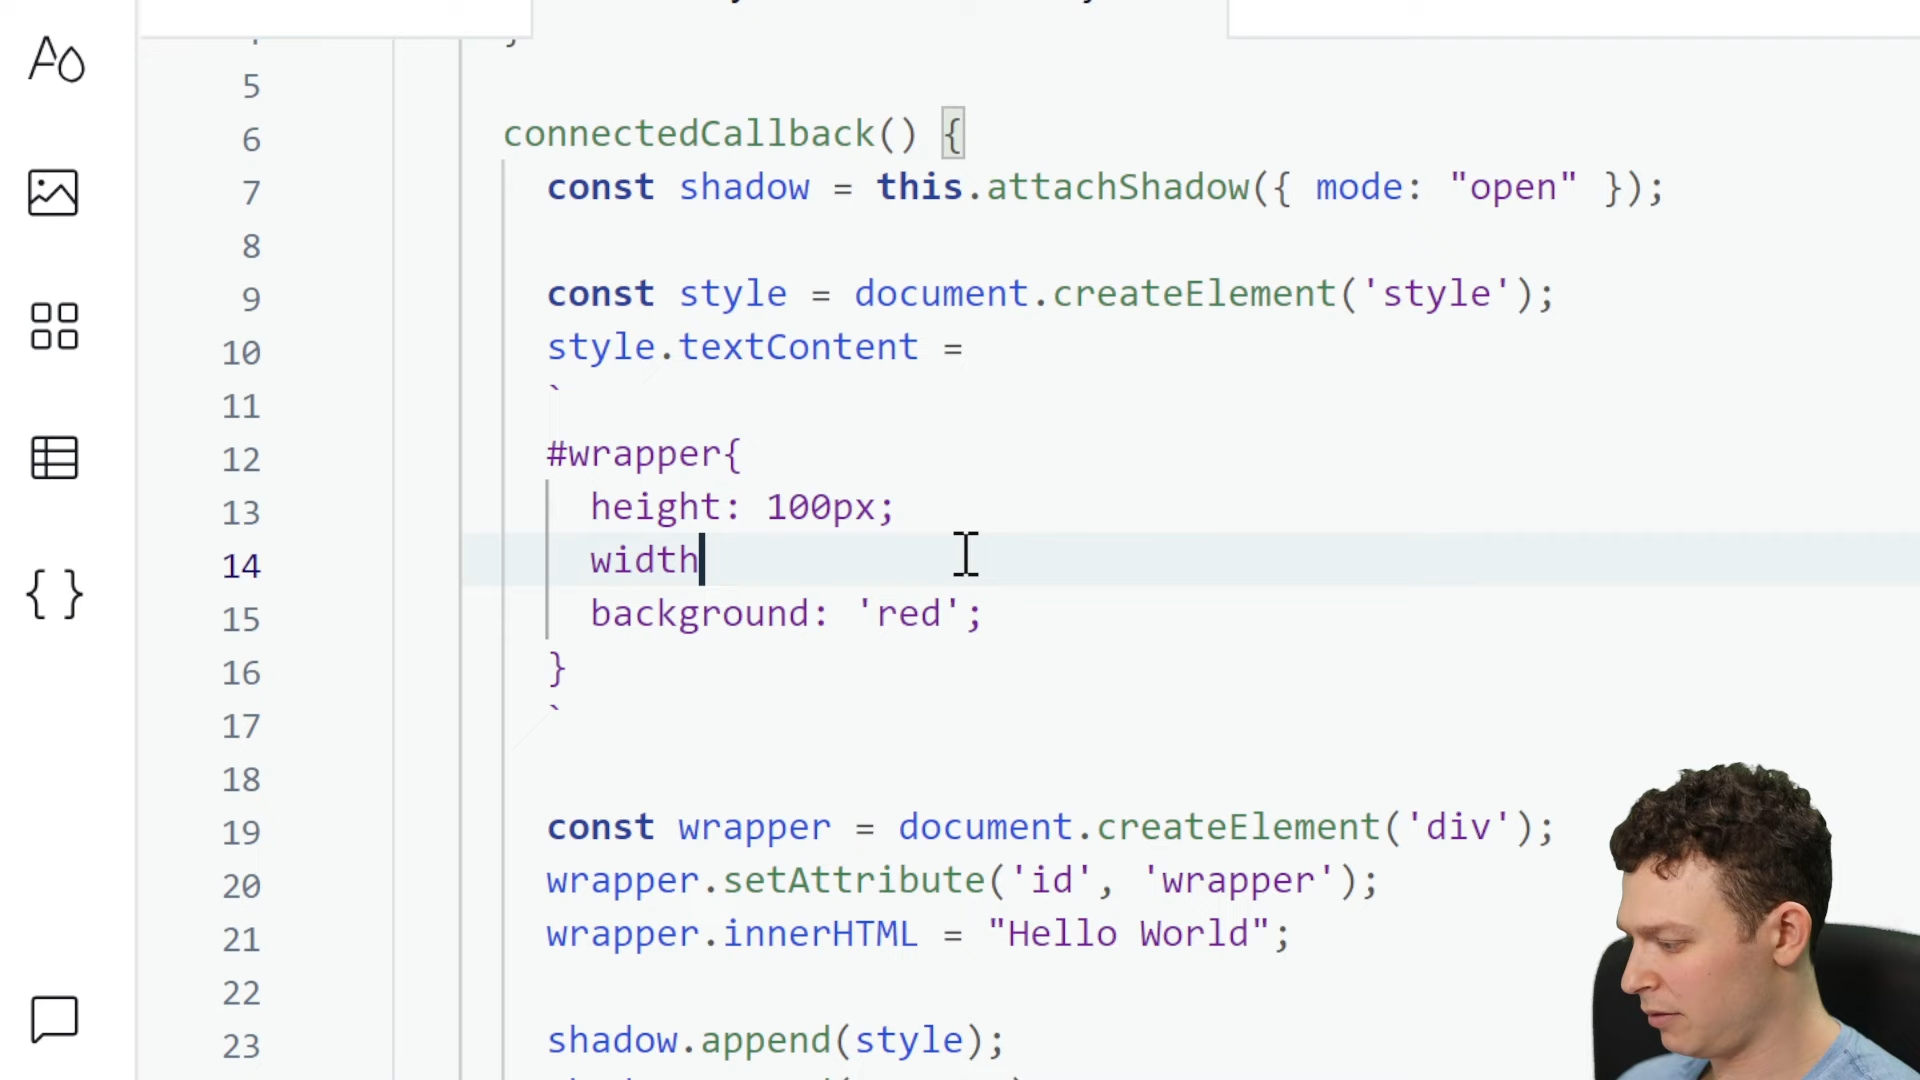 5
6 connectedCallback() {
7 const shadow = this.attachShadow({ mode: "open" });
8
9 const style = document.createElement('style');
10 style.textContent =
11 `
12 #wrapper{
13 height: 100px;
14 width
15 background: 'red';
16 }
17 `
18
19 const wrapper = document.createElement('div');
20 wrapper.setAttribute('id', 'wrapper');
21 wrapper.innerHTML = "Hello World";
22
23 shadow.append(style);